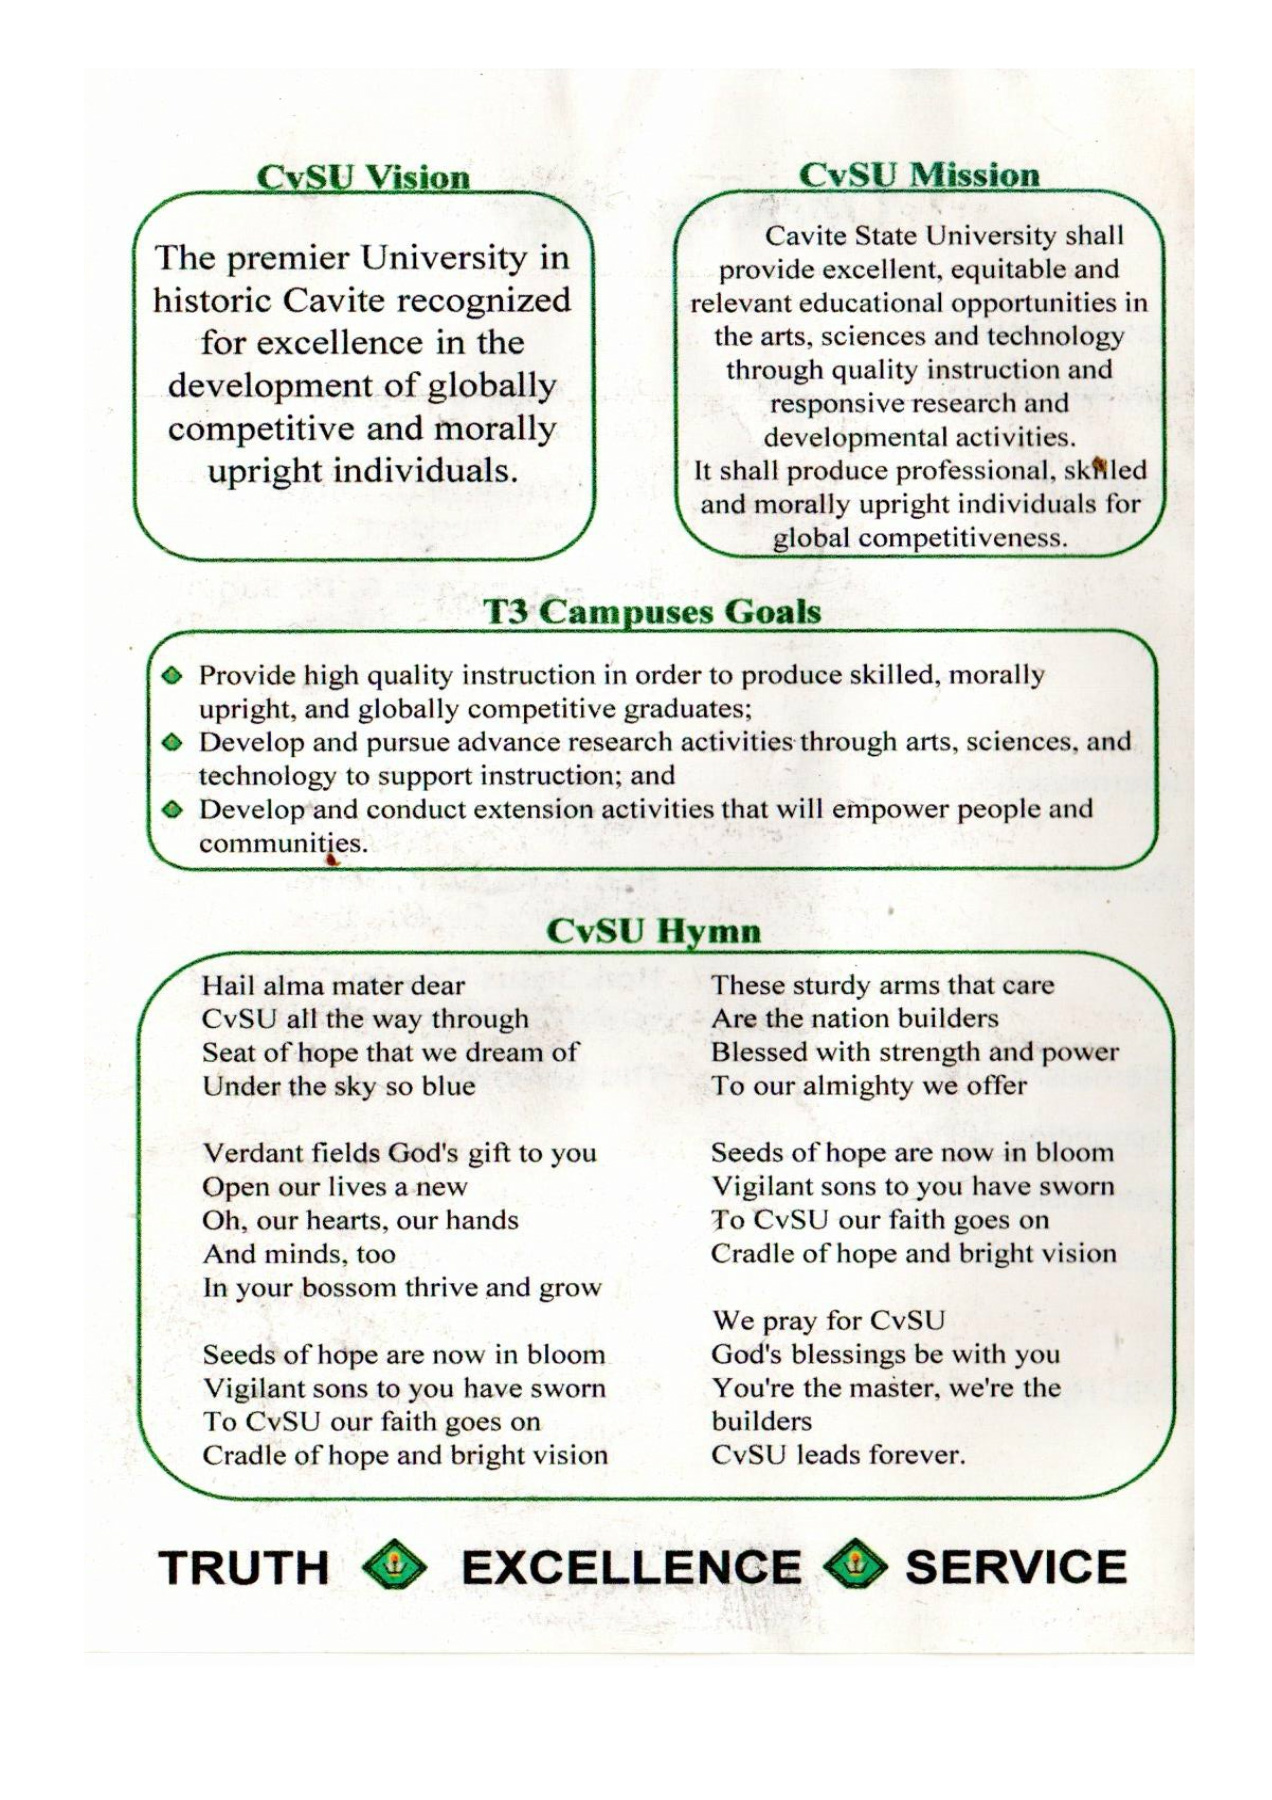 CvSU Vision
The premier University in
historic Cavite recognized
for excellence in the
development of globally
competitive and morally
upright individuals.
CvSU Mission
Cavite State University shall
provide excellent, equitable and
relevant educational opportunities in
the arts, sciences and technology
through quality instruction and
responsive research and
developmental activities.
It shall produce professional, skilled
and morally upright individuals for
global competitiveness.
T3 Campuses Goals
Provide high quality instruction in order to produce skilled, morally
upright, and globally competitive graduates;
Develop and pursue advance research activities through arts, sciences, and
technology to support instruction; and
Develop and conduct extension activities that will empower people and
communities.
CvSU Hymn
Hail alma mater dear
CvSU all the way through
Seat of hope that we dream of
Under the sky so blue
Verdant fields God's gift to you
Open our lives a new
Oh, our hearts, our hands
And minds, too
In your bossom thrive and grow
Seeds of hope are now in bloom
Vigilant sons to you have sworn
To CvSU our faith goes on
Cradle of hope and bright vision
These sturdy arms that care
Are the nation builders
Blessed with strength and power
To our almighty we offer
Seeds of hope are now in bloom
Vigilant sons to you have sworn
To CvSU our faith goes on
Cradle of hope and bright vision
We pray for CvSU
God's blessings be with you
You're the master, we're the
builders
CvSU leads forever.
TRUTH EXCELLENCE SERVICE